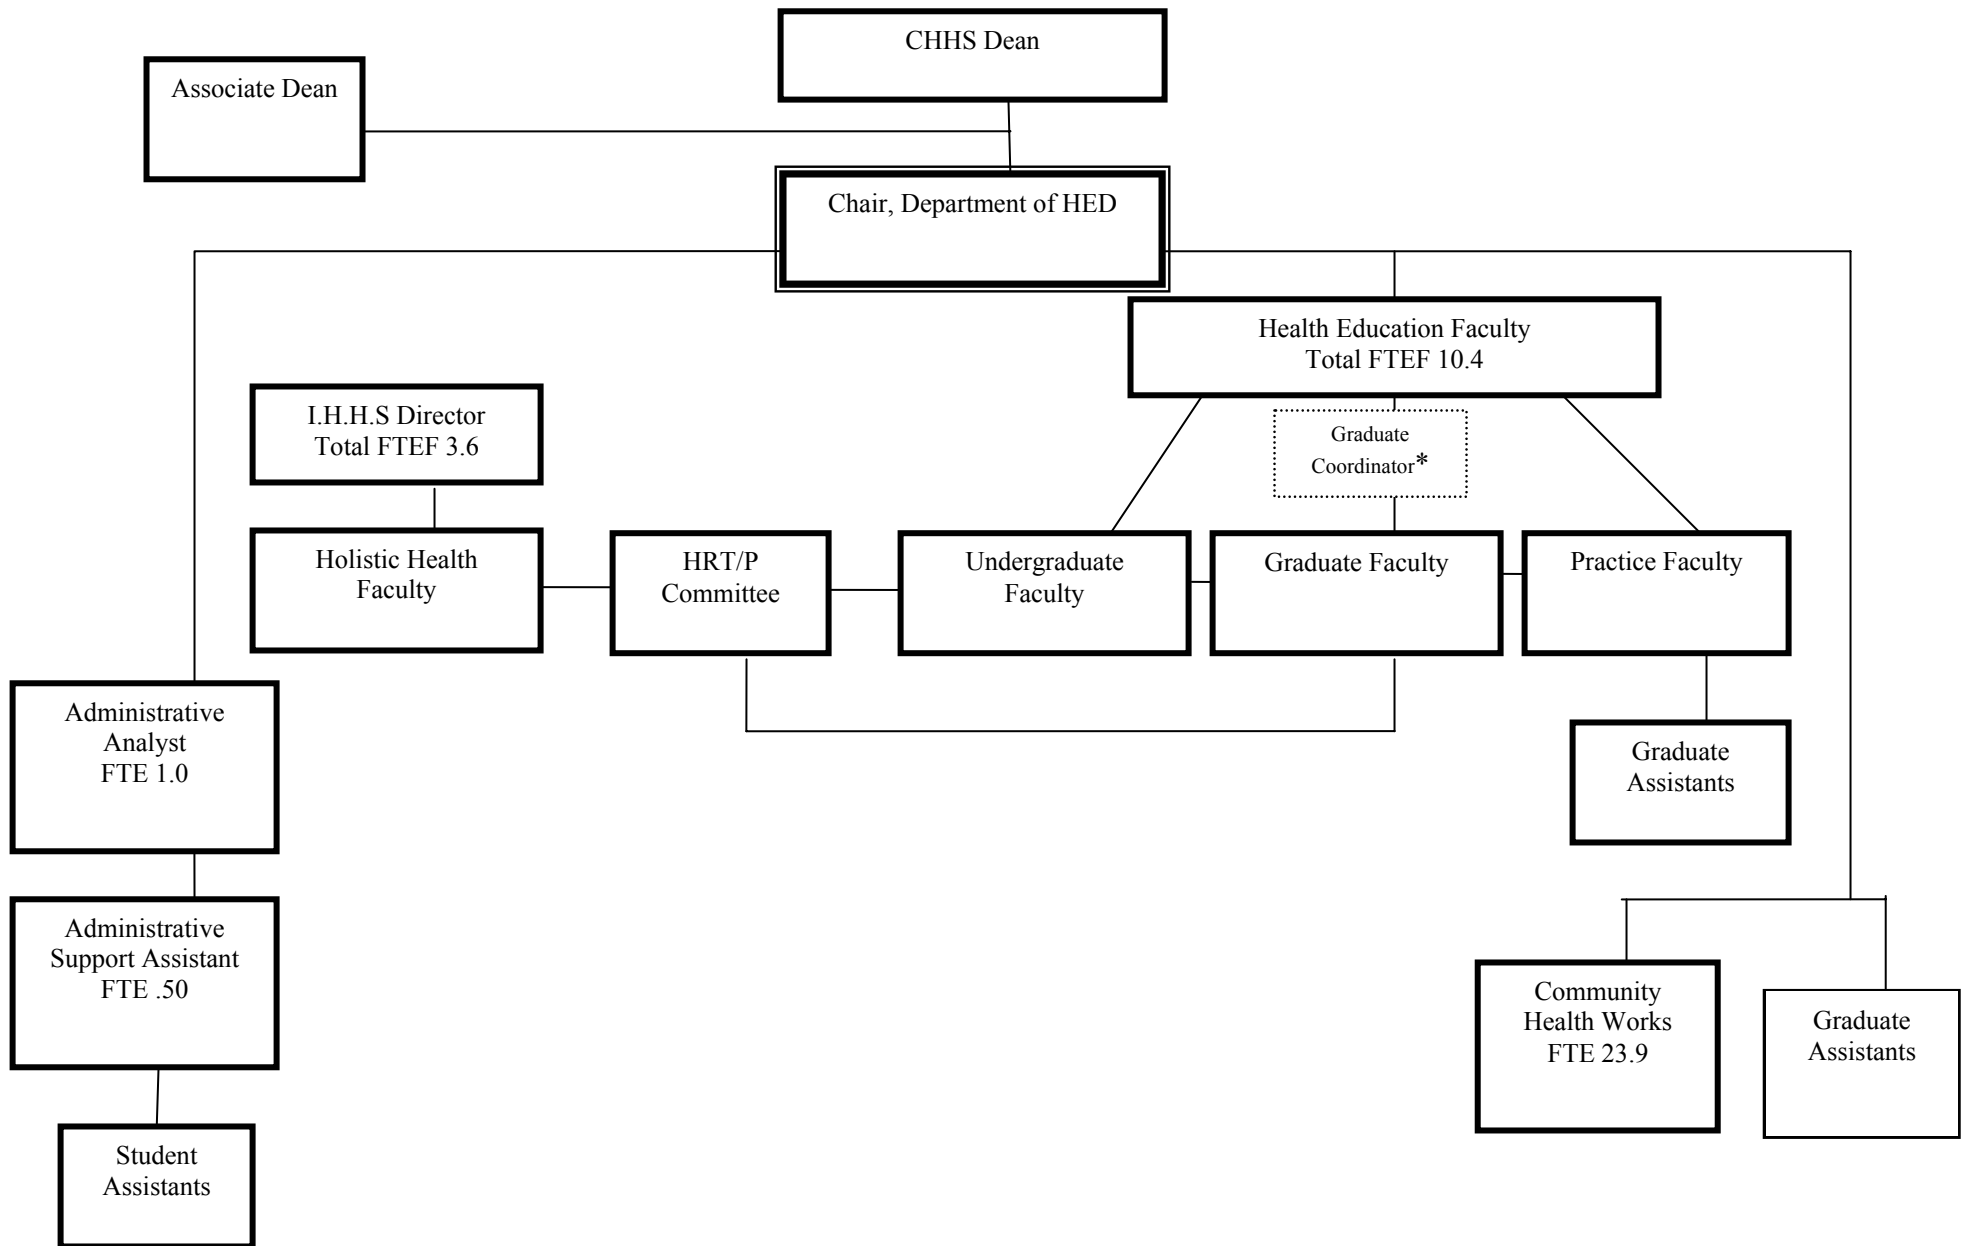 CHHS Dean
Associate Dean
Chair, Department of HED
Health Education Faculty
Total FTEF 10.4
I.H.H.S Director
Total FTEF 3.6
Graduate
Coordinator*
Holistic Health
Faculty
HRT/P
Committee
Undergraduate
Faculty
Graduate Faculty
Practice Faculty
Administrative
Analyst
FTE 1.0
Graduate
Assistants
Administrative
Support Assistant
FTE .50
Community
Health Works
FTE 23.9
Graduate
Assistants
Student
Assistants